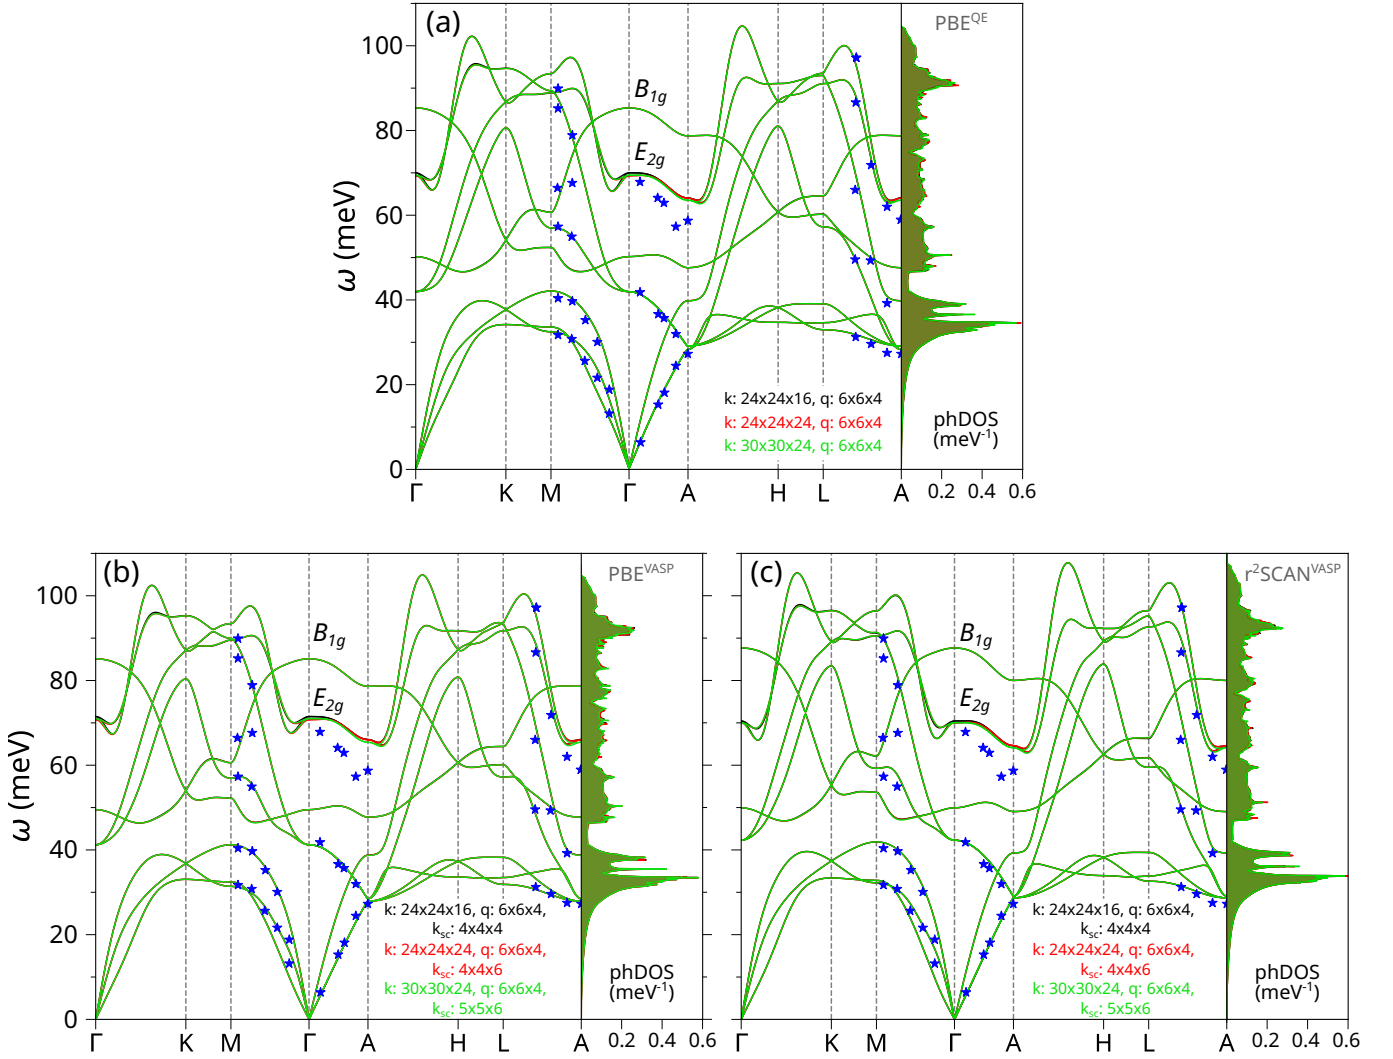 (a)
PBE^QE
100
80
60
40
20
0
ω (meV)
B1g
E2g
k: 24x24x16, q: 6x6x4
k: 24x24x24, q: 6x6x4
k: 30x30x24, q: 6x6x4
phDOS
(meV⁻¹)
Γ K M Γ A H L A 0.2 0.4 0.6
(b)
PBE^VASP
100
80
60
40
20
0
ω (meV)
B1g
E2g
k: 24x24x16, q: 6x6x4,
ksc: 4x4x4
k: 24x24x24, q: 6x6x4,
ksc: 4x4x6
k: 30x30x24, q: 6x6x4,
ksc: 5x5x6
phDOS
(meV⁻¹)
Γ K M Γ A H L A 0.2 0.4 0.6
(c)
r²SCAN^VASP
B1g
E2g
k: 24x24x16, q: 6x6x4,
ksc: 4x4x4
k: 24x24x24, q: 6x6x4,
ksc: 4x4x6
k: 30x30x24, q: 6x6x4,
ksc: 5x5x6
phDOS
(meV⁻¹)
Γ K M Γ A H L A 0.2 0.4 0.6